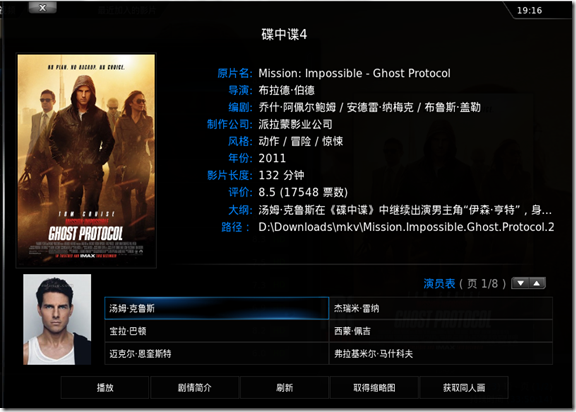 x
19:16
碟中谍4
NO PLAN. NO BACKUP. NO CHOICE.
TOM CRUISE
MISSION: IMPOSSIBLE
GHOST PROTOCOL
IMAX
原片名: Mission: Impossible - Ghost Protocol
导演: 布拉德·伯德
编剧: 乔什·阿佩尔鲍姆 / 安德雷·纳梅克 / 布鲁斯·盖勒
制作公司: 派拉蒙影业公司
风格: 动作 / 冒险 / 惊悚
年份: 2011
影片长度: 132 分钟
评价: 8.5 (17548 票数)
大纲: 汤姆·克鲁斯在《碟中谍》中继续出演男主角“伊森·亨特”，身...
路径 : D:\Downloads\mkv\Mission.Impossible.Ghost.Protocol.2
演员表 ( 页 1/8 )
汤姆·克鲁斯
杰瑞米·雷纳
宝拉·巴顿
西蒙·佩吉
迈克尔·恩奎斯特
弗拉基米尔·马什科夫
播放
剧情简介
刷新
取得缩略图
获取同人画